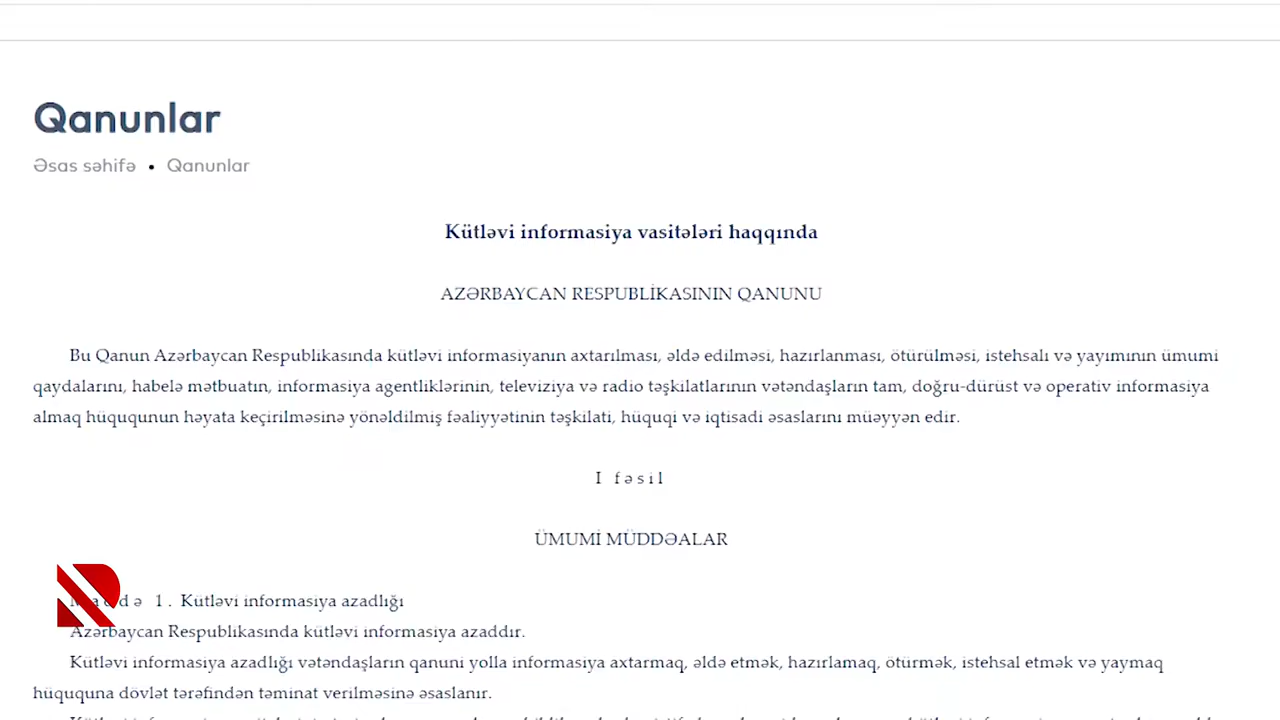 Qanunlar
Əsas səhifə • Qanunlar
Kütləvi informasiya vasitələri haqqında
AZƏRBAYCAN RESPUBLİKASININ QANUNU
Bu Qanun Azərbaycan Respublikasında kütləvi informasiyanın axtarılması, əldə edilməsi, hazırlanması, ötürülməsi, istehsalı və yayımının ümumi
qaydalarını, habelə mətbuatın, informasiya agentliklərinin, televiziya və radio təşkilatlarının vətəndaşların tam, doğru-dürüst və operativ informasiya
almaq hüququnun həyata keçirilməsinə yönəldilmiş fəaliyyətinin təşkilati, hüquqi və iqtisadi əsaslarını müəyyən edir.
I fəsil
ÜMUMİ MÜDDƏALAR
Maddə 1. Kütləvi informasiya azadlığı
Azərbaycan Respublikasında kütləvi informasiya azaddır.
Kütləvi informasiya azadlığı vətəndaşların qanuni yolla informasiya axtarmaq, əldə etmək, hazırlamaq, ötürmək, istehsal etmək və yaymaq
hüququna dövlət tərəfindən təminat verilməsinə əsaslanır.